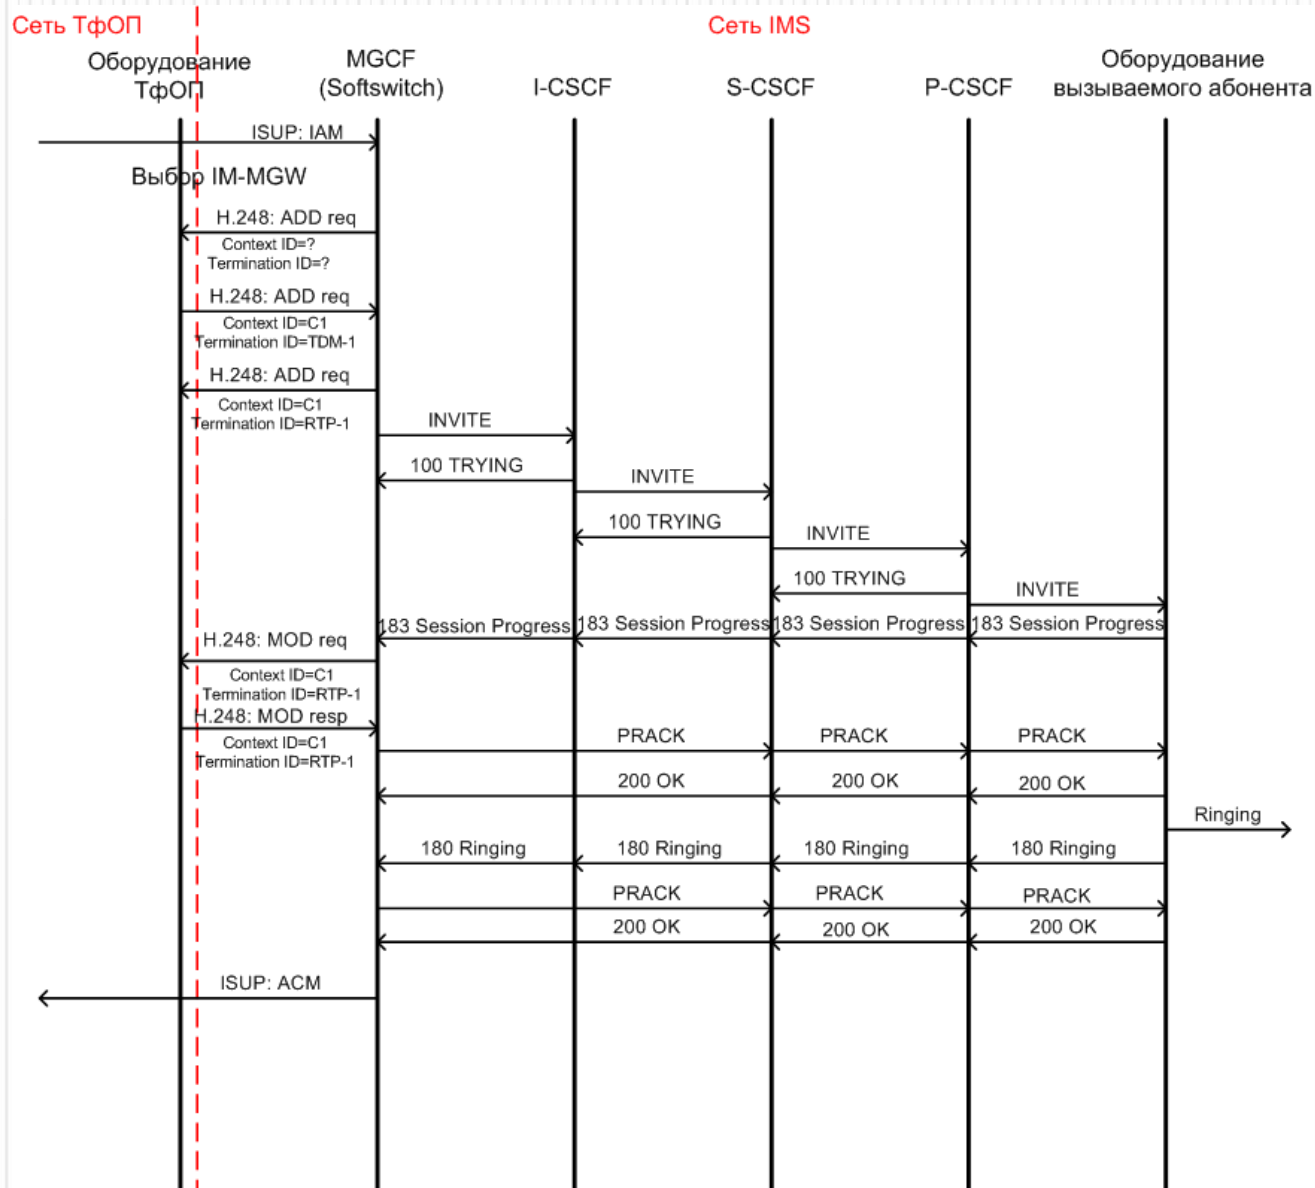 Сеть ТфОП
Сеть IMS
Оборудование
ТфОП
MGCF
(Softswitch)
I-CSCF
S-CSCF
P-CSCF
Оборудование
вызываемого абонента
ISUP: IAM
Выбор IM-MGW
H.248: ADD req
Context ID=?
Termination ID=?
H.248: ADD req
Context ID=C1
Termination ID=TDM-1
H.248: ADD req
Context ID=C1
Termination ID=RTP-1
INVITE
100 TRYING
INVITE
100 TRYING
INVITE
100 TRYING
INVITE
183 Session Progress
183 Session Progress
183 Session Progress
183 Session Progress
H.248: MOD req
Context ID=C1
Termination ID=RTP-1
H.248: MOD resp
Context ID=C1
Termination ID=RTP-1
PRACK
PRACK
PRACK
200 OK
200 OK
200 OK
Ringing
180 Ringing
180 Ringing
180 Ringing
180 Ringing
PRACK
PRACK
PRACK
200 OK
200 OK
200 OK
ISUP: ACM